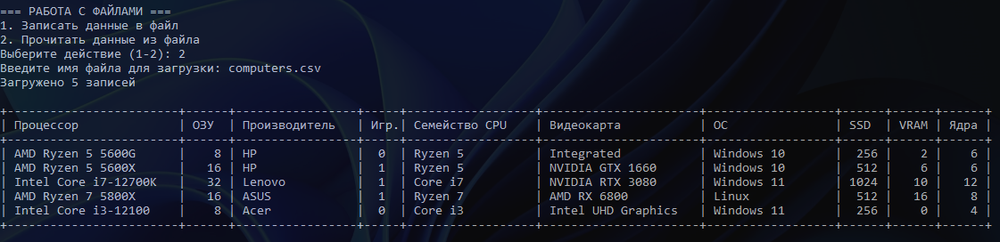 === РАБОТА С ФАЙЛАМИ ===
1. Записать данные в файл
2. Прочитать данные из файла
Выберите действие (1-2): 2
Введите имя файла для загрузки: computers.csv
Загружено 5 записей
+------------------------+------+-----------------+-----+------------------+----------------------+-----------------+------+------+------+
| Процессор | ОЗУ | Производитель | Игр.| Семейство CPU | Видеокарта | ОС | SSD | VRAM | Ядра |
+------------------------+------+-----------------+-----+------------------+----------------------+-----------------+------+------+------+
| AMD Ryzen 5 5600G | 8 | HP | 0 | Ryzen 5 | Integrated | Windows 10 | 256 | 2 | 6 |
| AMD Ryzen 5 5600X | 16 | HP | 1 | Ryzen 5 | NVIDIA GTX 1660 | Windows 10 | 512 | 6 | 6 |
| Intel Core i7-12700K | 32 | Lenovo | 1 | Core i7 | NVIDIA RTX 3080 | Windows 11 | 1024 | 10 | 12 |
| AMD Ryzen 7 5800X | 16 | ASUS | 1 | Ryzen 7 | AMD RX 6800 | Linux | 512 | 16 | 8 |
| Intel Core i3-12100 | 8 | Acer | 0 | Core i3 | Intel UHD Graphics | Windows 11 | 256 | 0 | 4 |
+------------------------+------+-----------------+-----+------------------+----------------------+-----------------+------+------+------+